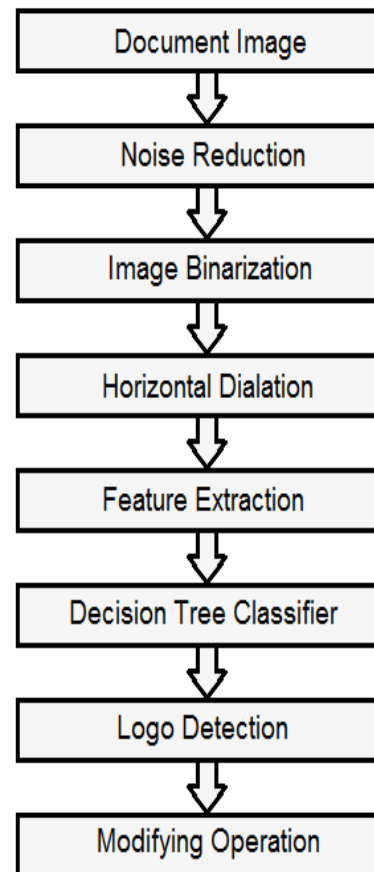 Document Image
Noise Reduction
Image Binarization
Horizontal Dialation
Feature Extraction
Decision Tree Classifier
Logo Detection
Modifying Operation